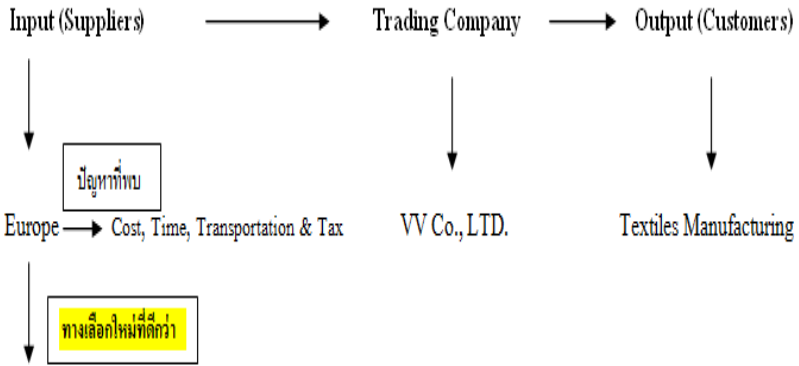 Input (Suppliers) Trading Company Output (Customers)
ปัญหาที่พบ
Europe Cost, Time, Transportation & Tax VV Co., LTD. Textiles Manufacturing
ทางเลือกใหม่ที่ดีกว่า